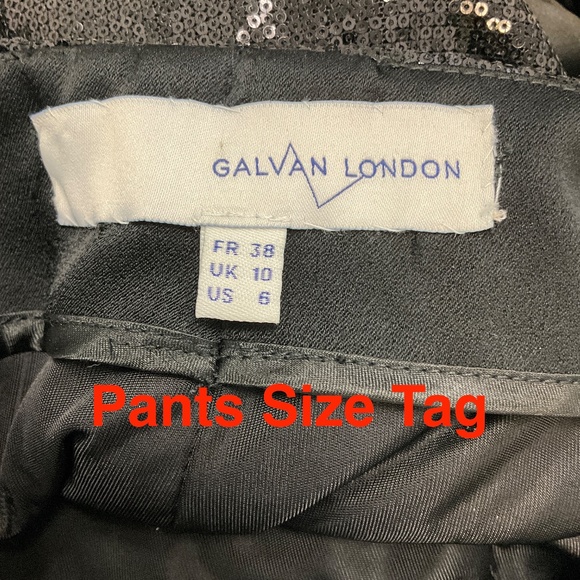 GALVAN LONDON
FR 38
UK 10
US 6
Pants Size Tag